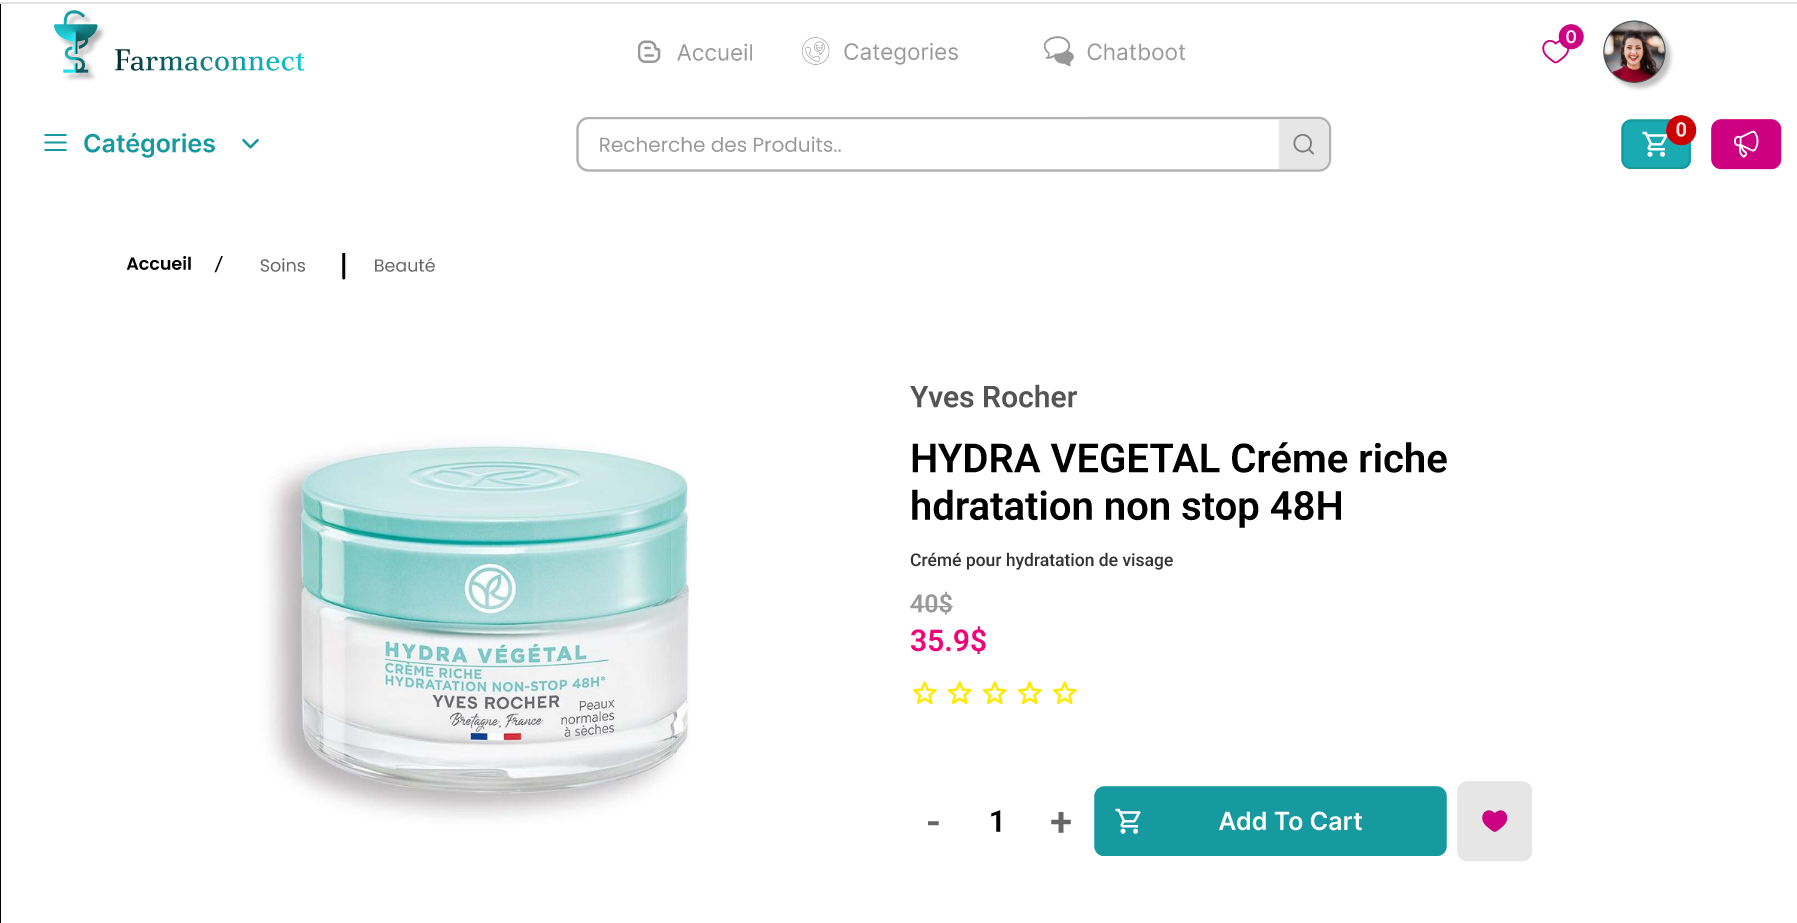 Farmaconnect
Accueil
Categories
Chatboot
0
Catégories
Recherche des Produits..
0
Accueil / Soins | Beauté
Yves Rocher
HYDRA VEGETAL Créme riche
hdratation non stop 48H
Crémé pour hydratation de visage
40$
35.9$
HYDRA VÉGÉTAL
CRÈME RICHE
HYDRATATION NON-STOP 48H*
YVES ROCHER
Bretagne, France
Peaux
normales
à sèches
- 1 +
Add To Cart